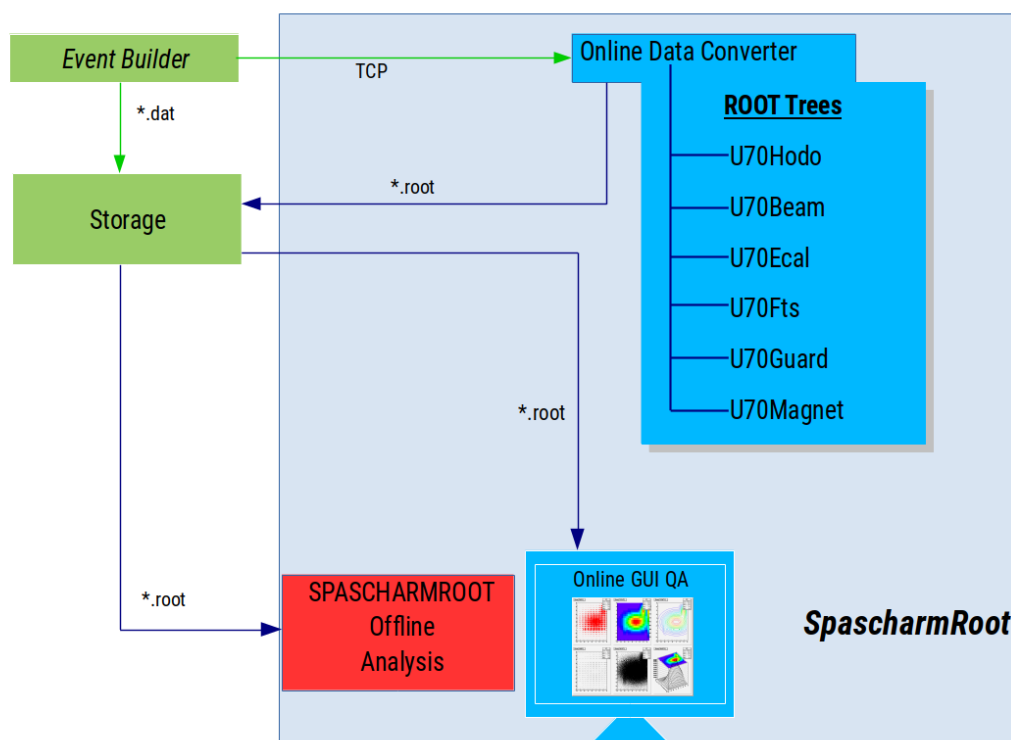 Event Builder
TCP
Online Data Converter
*.dat
ROOT Trees
U70Hodo
*.root
U70Beam
Storage
U70Ecal
U70Fts
U70Guard
U70Magnet
*.root
*.root
SPASCHARMROOT
Offline
Analysis
Online GUI QA
SpascharmRoot